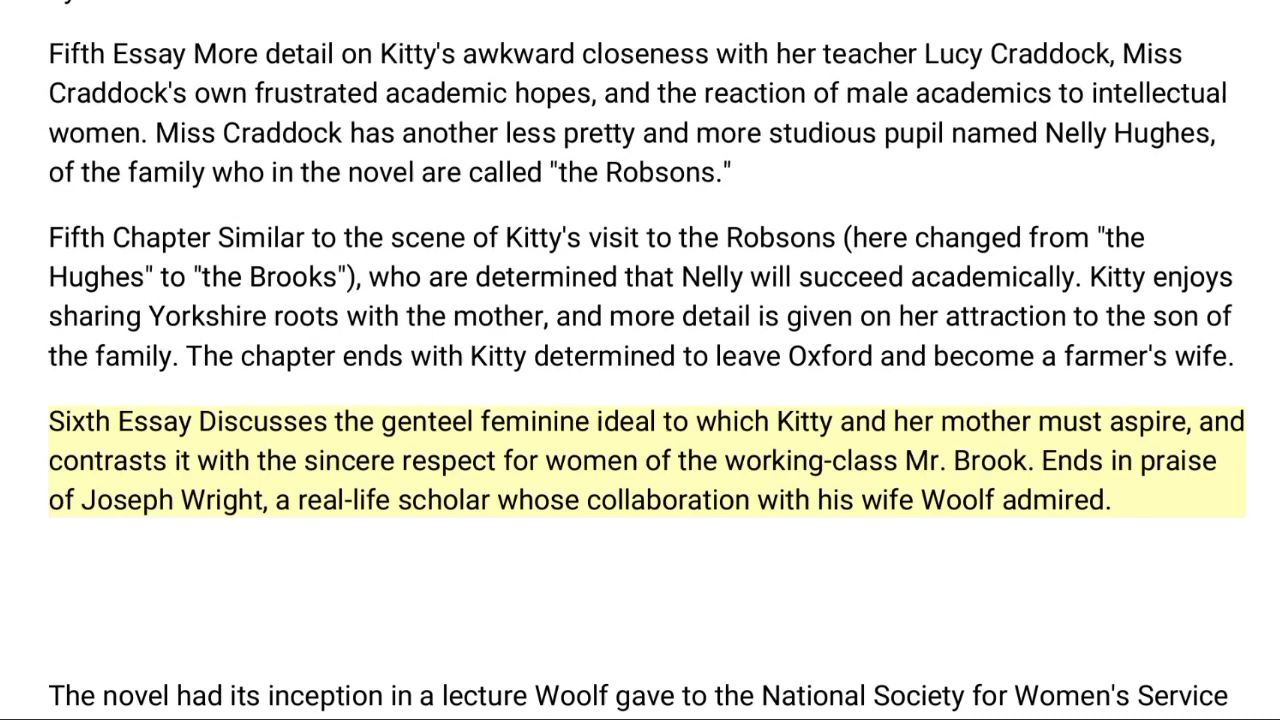 Fifth Essay More detail on Kitty's awkward closeness with her teacher Lucy Craddock, Miss
Craddock's own frustrated academic hopes, and the reaction of male academics to intellectual
women. Miss Craddock has another less pretty and more studious pupil named Nelly Hughes,
of the family who in the novel are called "the Robsons."
Fifth Chapter Similar to the scene of Kitty's visit to the Robsons (here changed from "the
Hughes" to "the Brooks"), who are determined that Nelly will succeed academically. Kitty enjoys
sharing Yorkshire roots with the mother, and more detail is given on her attraction to the son of
the family. The chapter ends with Kitty determined to leave Oxford and become a farmer's wife.
Sixth Essay Discusses the genteel feminine ideal to which Kitty and her mother must aspire, and
contrasts it with the sincere respect for women of the working-class Mr. Brook. Ends in praise
of Joseph Wright, a real-life scholar whose collaboration with his wife Woolf admired.
The novel had its inception in a lecture Woolf gave to the National Society for Women's Service